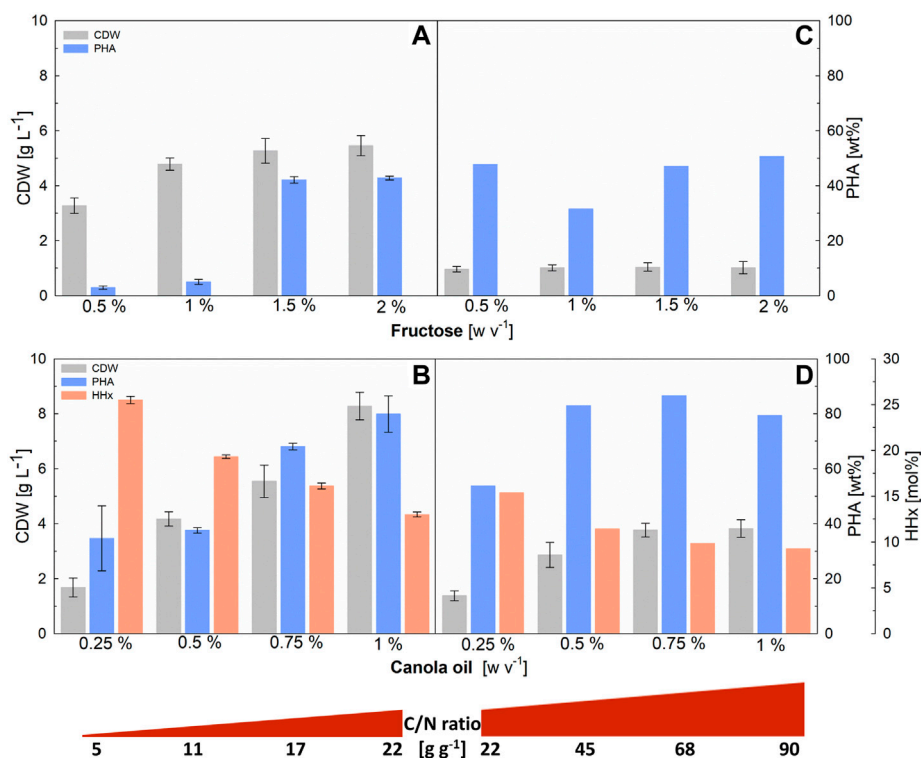 10 A C 100
CDW
PHA
8 80
6 60
CDW [g L-1] PHA [wt%]
4 40
2 20
0 0
0.5 % 1 % 1.5 % 2 % 0.5 % 1 % 1.5 % 2 %
Fructose [w v-1]
10 B D 100 30
CDW
PHA
HHx
25
8 80
20
6 60
CDW [g L-1] PHA [wt%] HHx [mol%]
15
4 40
10
2 20
5
0 0 0
0.25 % 0.5 % 0.75 % 1 % 0.25 % 0.5 % 0.75 % 1 %
Canola oil [w v-1]
C/N ratio
5 11 17 22 [g g-1] 22 45 68 90